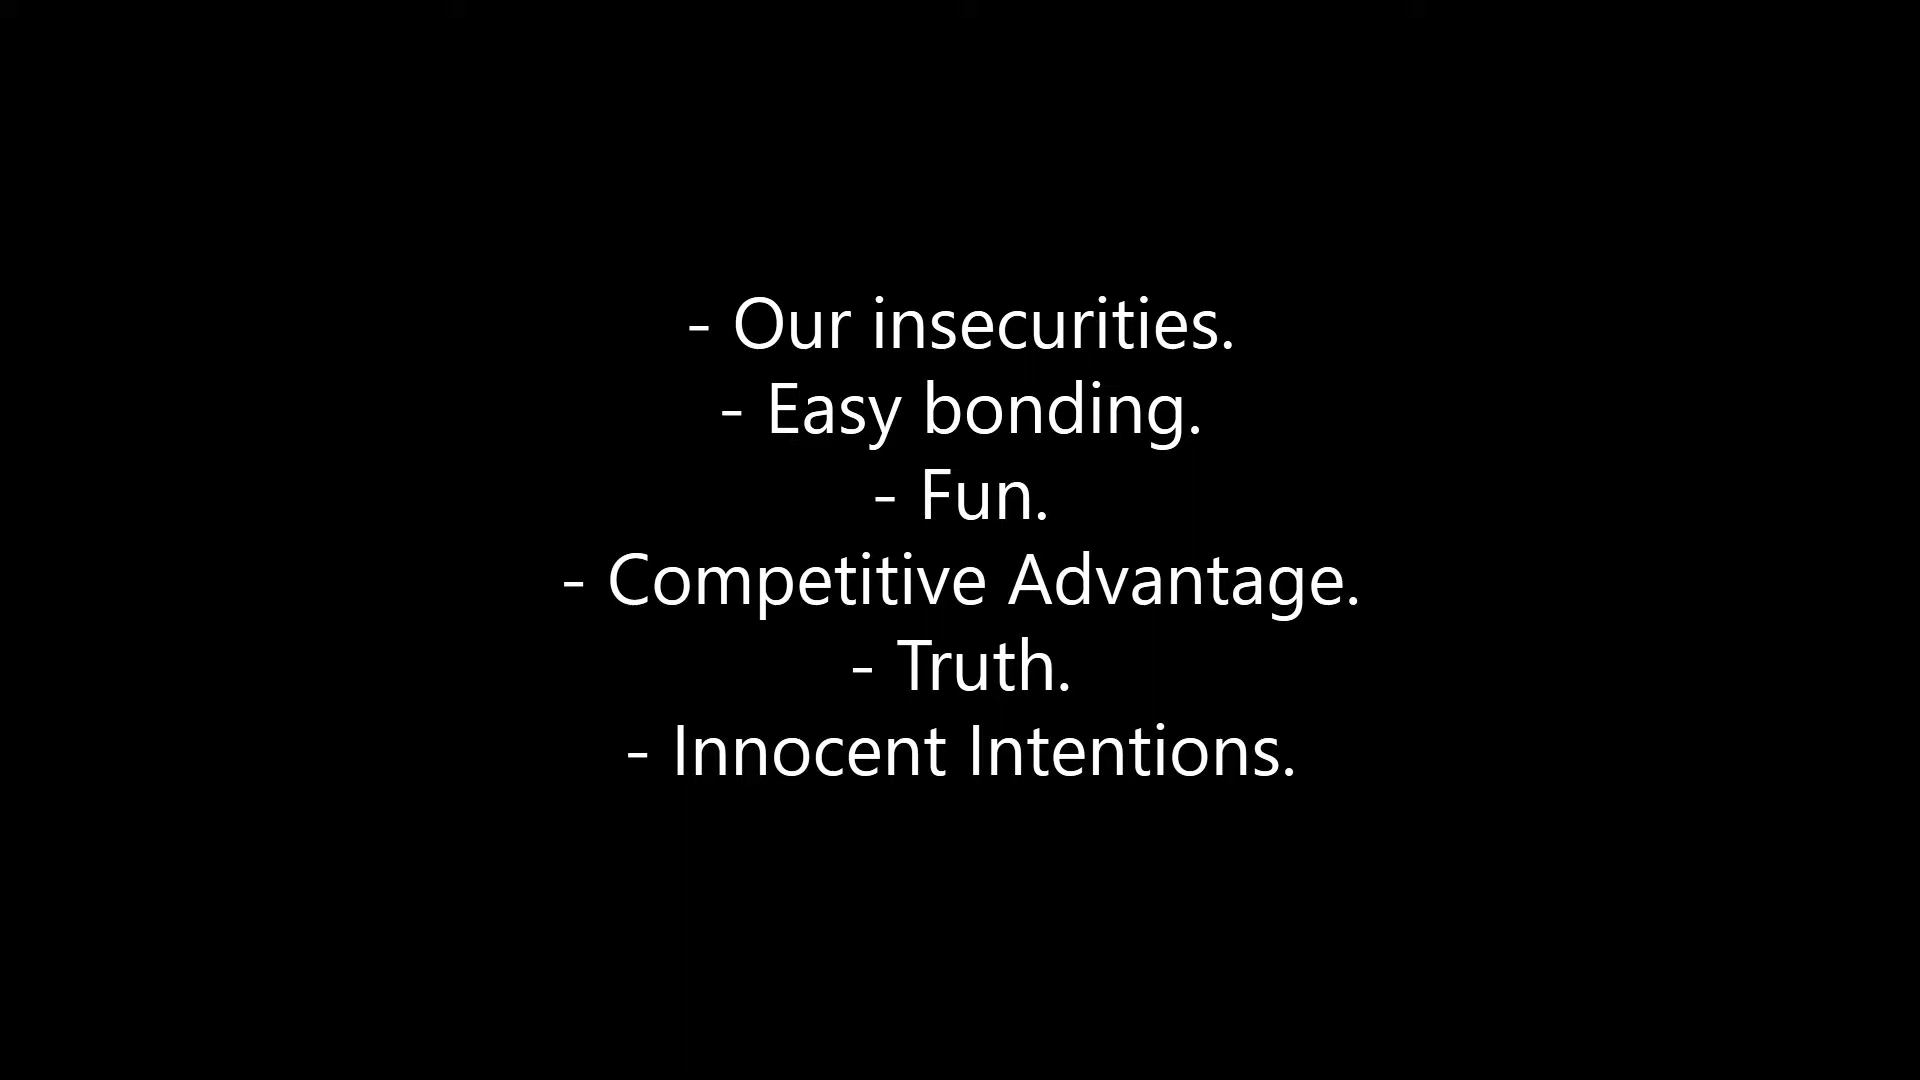 - Our insecurities.
- Easy bonding.
- Fun.
- Competitive Advantage.
- Truth.
- Innocent Intentions.